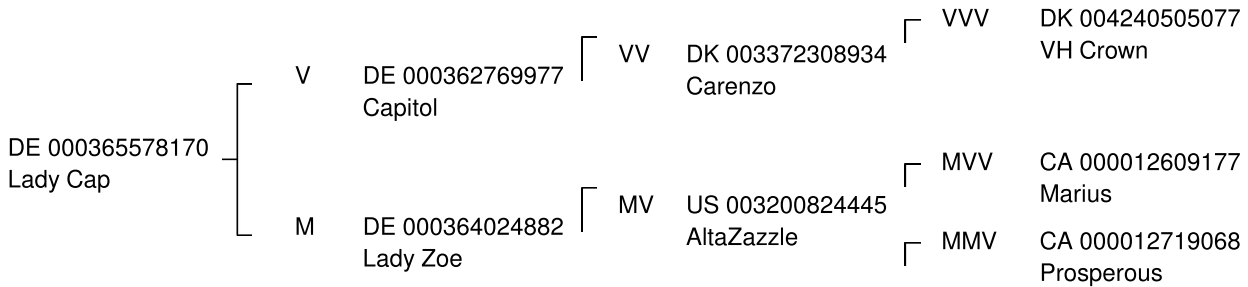 DE 000365578170
Lady Cap
V DE 000362769977
Capitol
M DE 000364024882
Lady Zoe
VV DK 003372308934
Carenzo
MV US 003200824445
AltaZazzle
VVV DK 004240505077
VH Crown
MVV CA 000012609177
Marius
MMV CA 000012719068
Prosperous